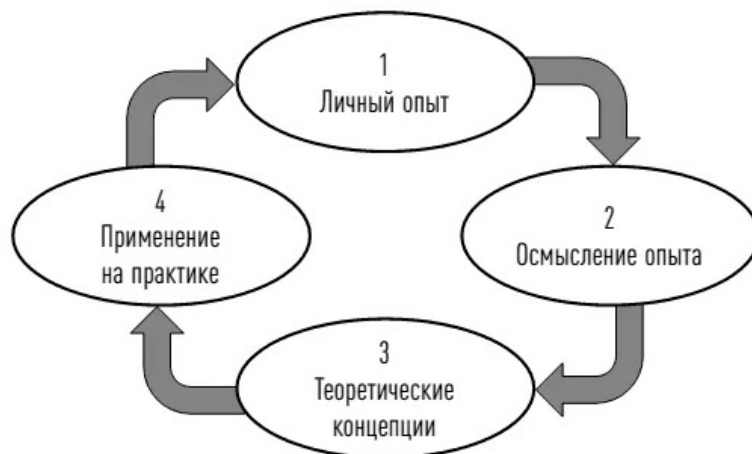 1
Личный опыт
2
Осмысление опыта
3
Теоретические
концепции
4
Применение
на практике